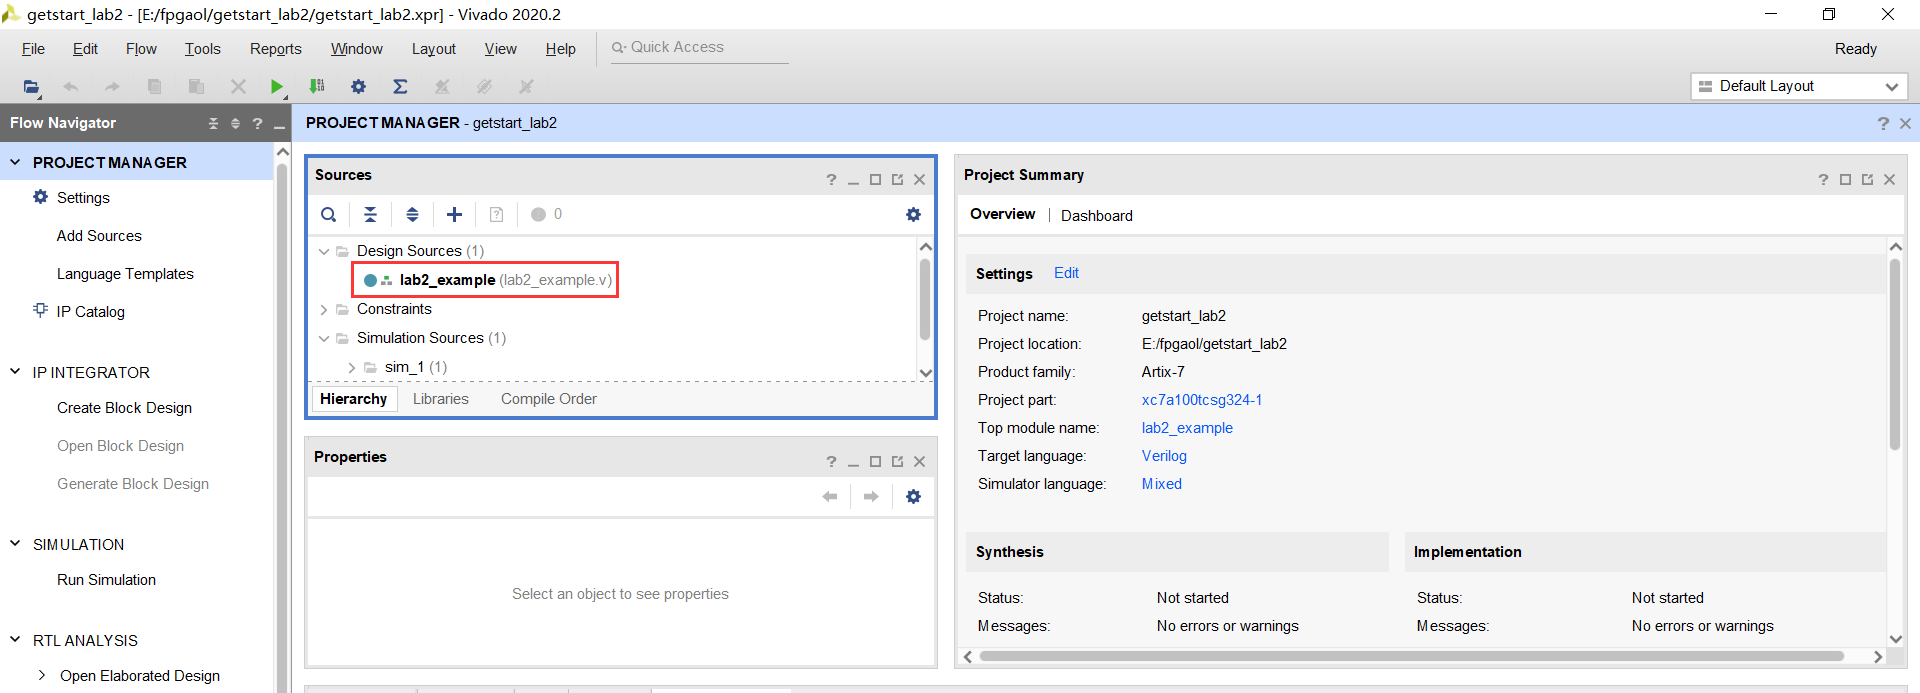 getstart_lab2 - [E:/fpgaol/getstart_lab2/getstart_lab2.xpr] - Vivado 2020.2
File Edit Flow Tools Reports Window Layout View Help Quick Access Ready
Default Layout
Flow Navigator
PROJECT MANAGER
Settings
Add Sources
Language Templates
IP Catalog
IP INTEGRATOR
Create Block Design
Open Block Design
Generate Block Design
SIMULATION
Run Simulation
RTL ANALYSIS
Open Elaborated Design
PROJECT MANAGER - getstart_lab2
Sources
0
Design Sources (1)
lab2_example (lab2_example.v)
Constraints
Simulation Sources (1)
sim_1 (1)
Hierarchy Libraries Compile Order
Properties
Select an object to see properties
Project Summary
Overview | Dashboard
Settings Edit
Project name: getstart_lab2
Project location: E:/fpgaol/getstart_lab2
Product family: Artix-7
Project part: xc7a100tcsg324-1
Top module name: lab2_example
Target language: Verilog
Simulator language: Mixed
Synthesis
Status: Not started
Messages: No errors or warnings
Implementation
Status: Not started
Messages: No errors or warnings